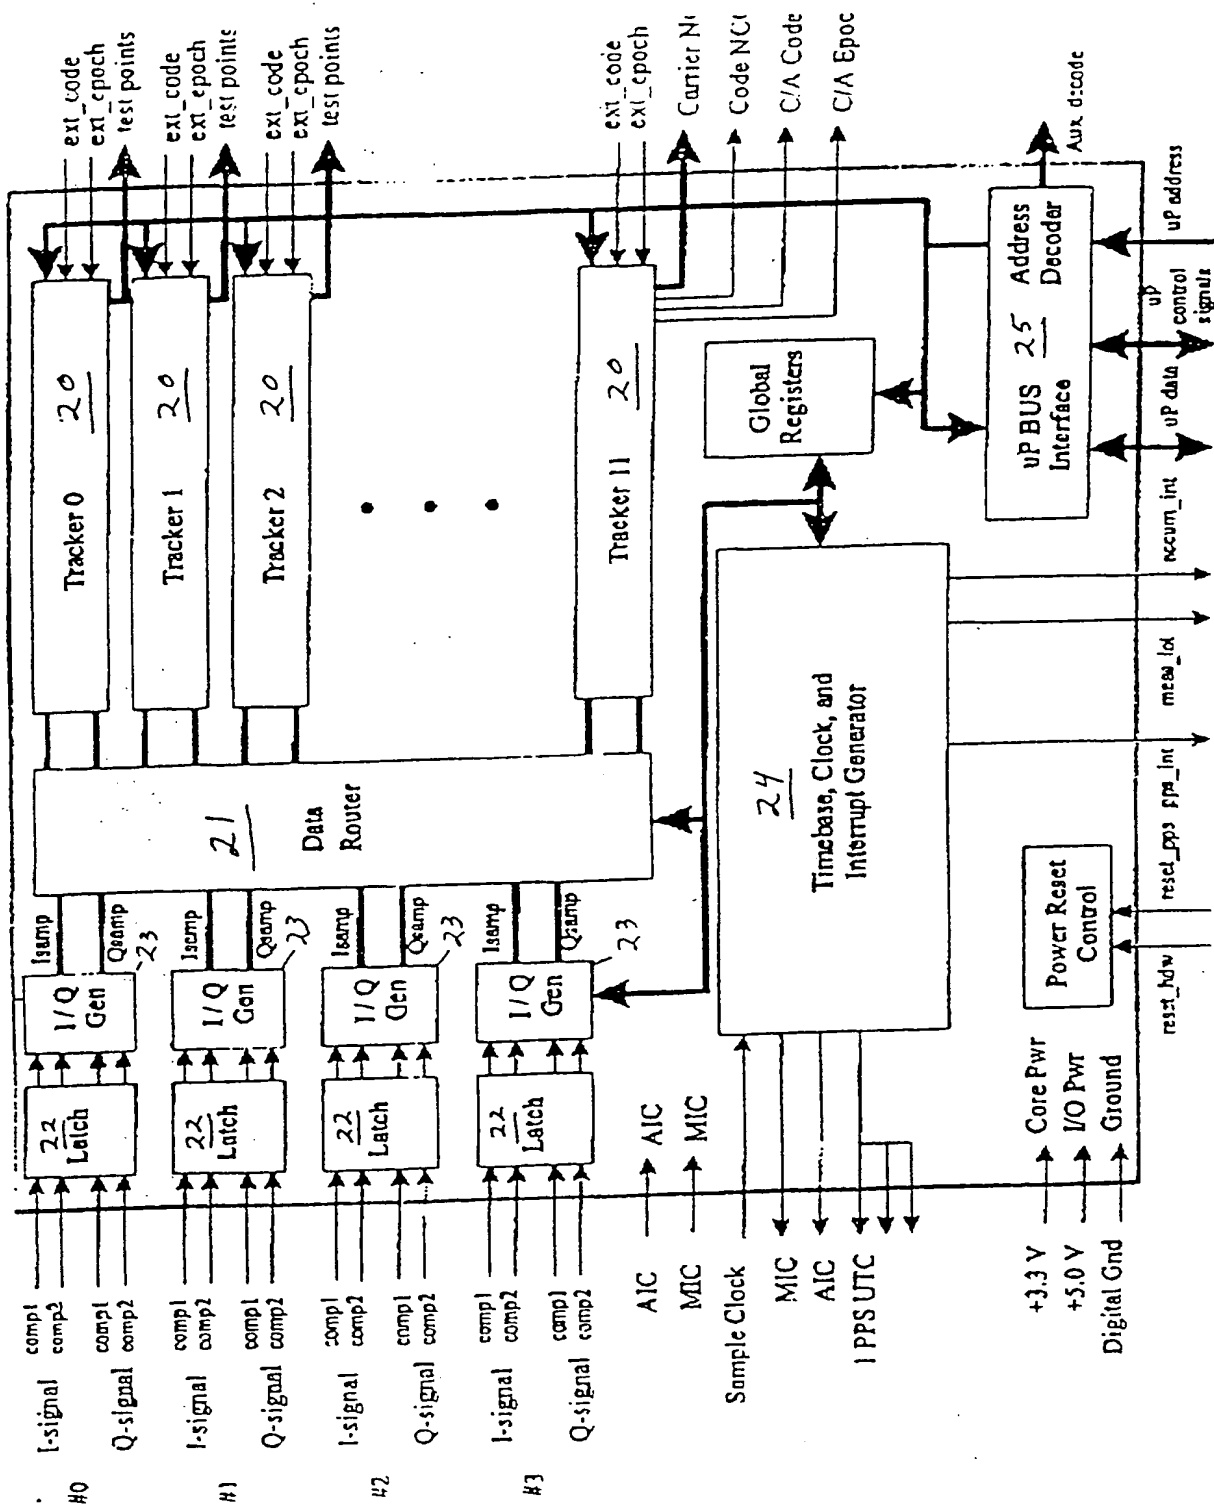 #0
I-signal
comp1
comp2
Q-signal
comp1
comp2
22
Latch
I / Q
Gen
23
Isamp
Qsamp
#1
I-signal
comp1
comp2
Q-signal
comp1
comp2
22
Latch
I / Q
Gen
23
Isamp
Qsamp
#2
I-signal
comp1
comp2
Q-signal
comp1
comp2
22
Latch
I / Q
Gen
23
Isamp
Qsamp
#3
I-signal
comp1
comp2
Q-signal
comp1
comp2
22
Latch
I / Q
Gen
23
Isamp
Qsamp
21
Data
Router
Tracker 0 20
ext_code
ext_epoch
test points
Tracker 1 20
ext_code
ext_epoch
test points
Tracker 2 20
ext_code
ext_epoch
test points
Tracker 11 20
ext_code
ext_epoch
Carrier
Code
C/A Code
C/A Epoc
AIC AIC
MIC MIC
Sample Clock
MIC
AIC
1 PPS UTC
24
Timebase, Clock, and
Interrupt Generator
Global
Registers
uP BUS
Interface
25
Address
Decoder
Aux decode
+3.3 V Core Pwr
+5.0 V I/O Pwr
Digital Gnd Ground
Power Reset
Control
reset_hdw
reset_pps
pps_int
accum_int
uP data
uP
control
signals
uP address